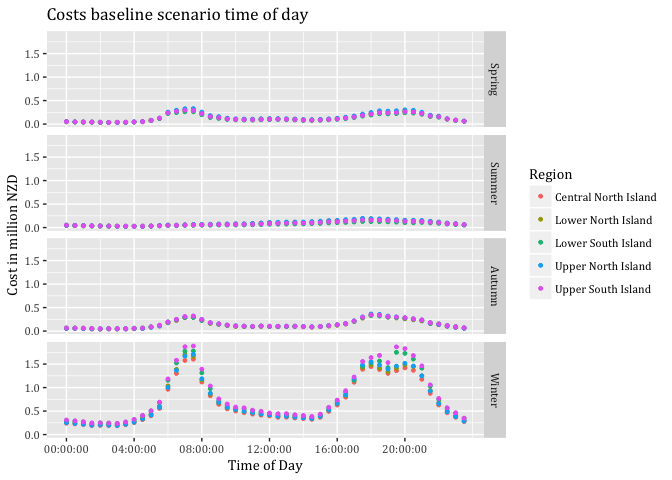 Costs baseline scenario time of day
Cost in million NZD
1.5
1.0
0.5
0.0
Spring
1.5
1.0
0.5
0.0
Summer
1.5
1.0
0.5
0.0
Autumn
1.5
1.0
0.5
0.0
Winter
00:00:00 04:00:00 08:00:00 12:00:00 16:00:00 20:00:00
Time of Day
Region
Central North Island
Lower North Island
Lower South Island
Upper North Island
Upper South Island